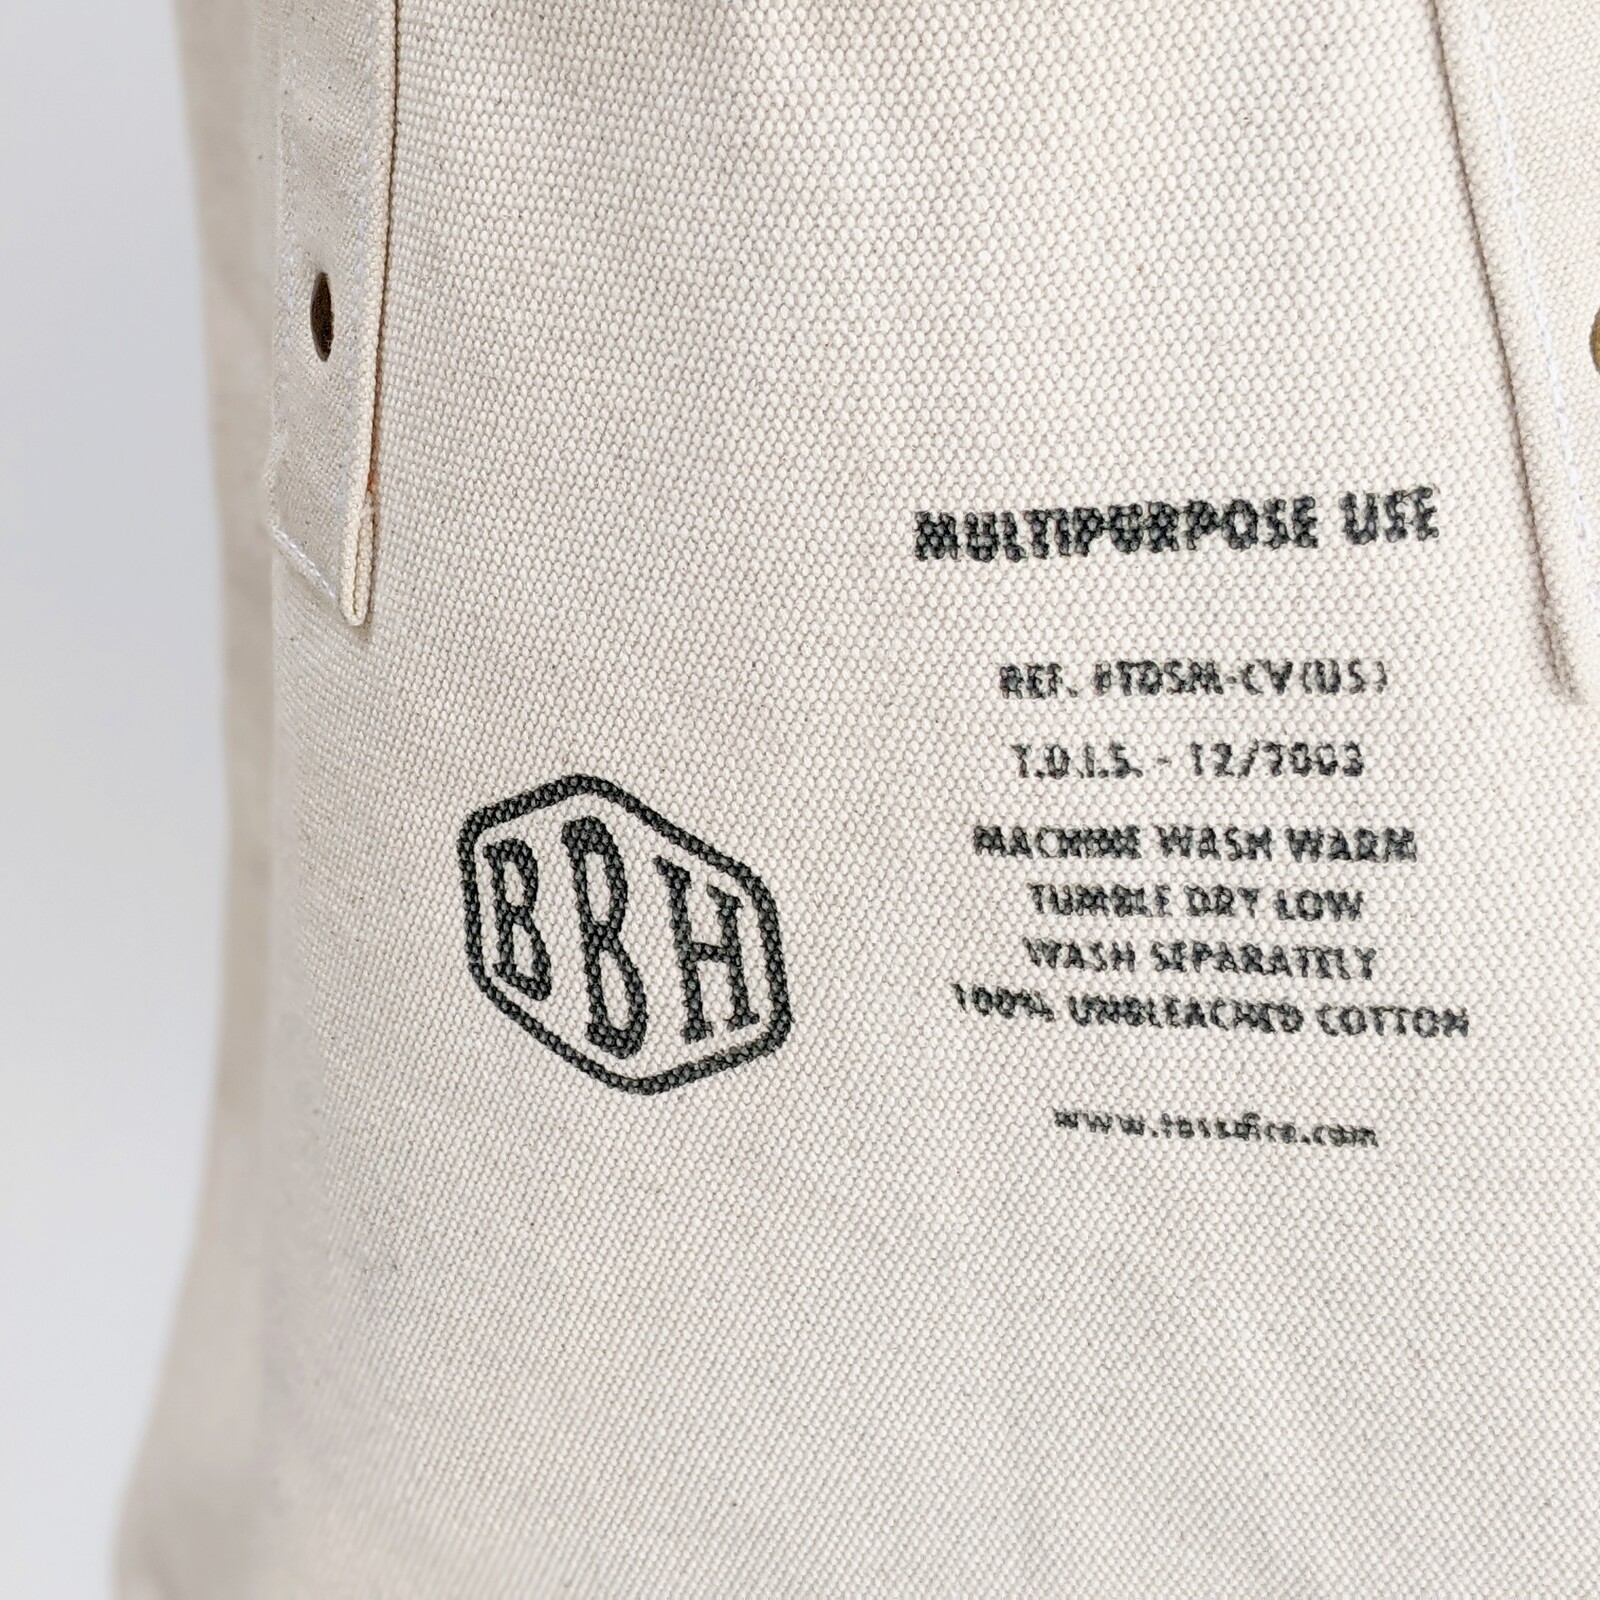 MULTIPURPOSE USE
REF. #TDSM-CV(US)
T.D.I.S. - 12/7003
MACHINE WASH WARM
TUMBLE DRY LOW
WASH SEPARATELY
100% UNBLEACHED COTTON
BBH